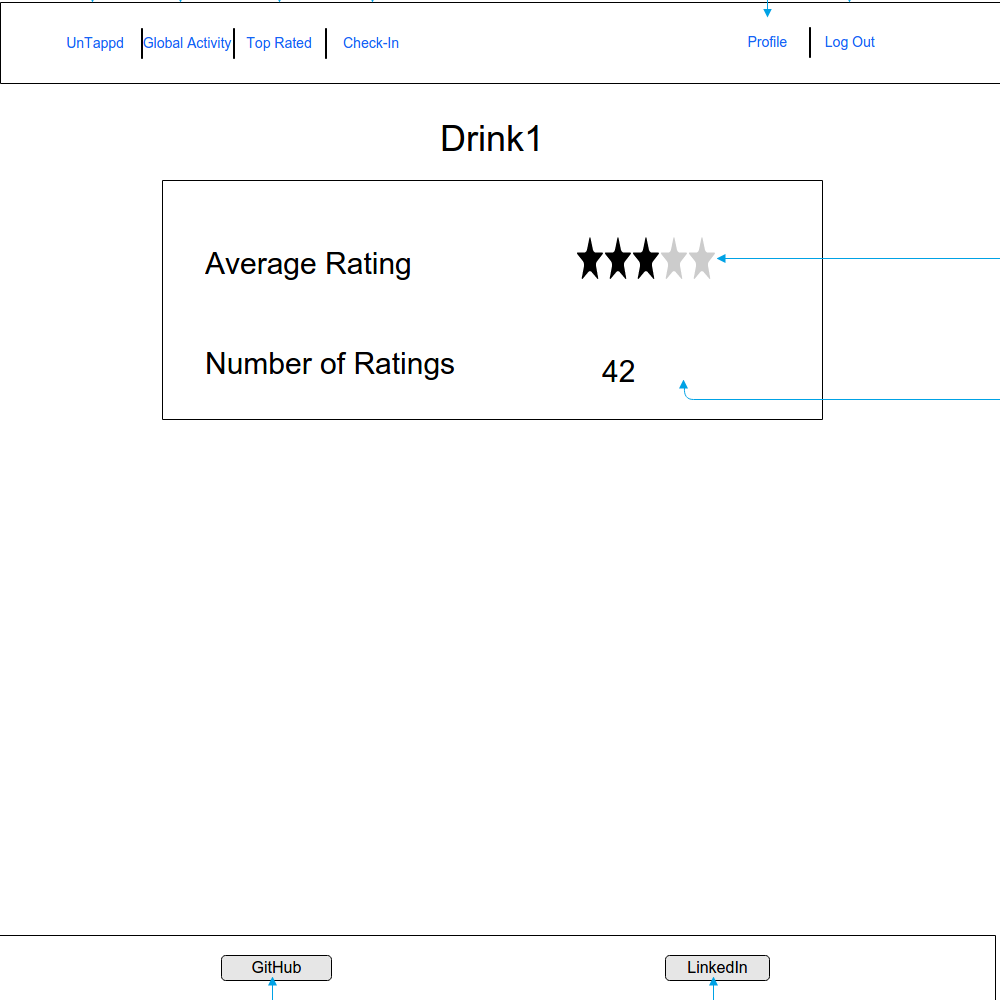 UnTappd Global Activity Top Rated Check-In Profile Log Out
Drink1
Average Rating
Number of Ratings 42
GitHub LinkedIn